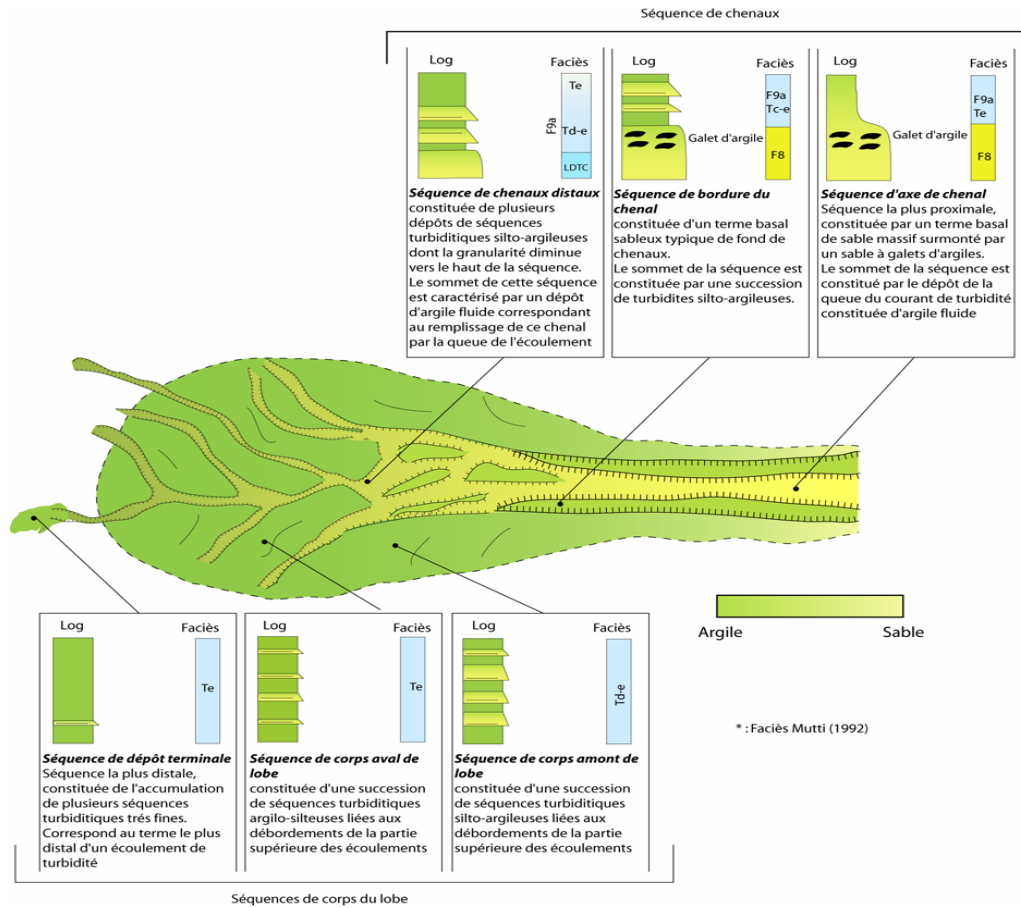 Séquence de chenaux
Log
Faciès
Te
F9a
Td-e
LDTC
Séquence de chenaux distaux
constituée de plusieurs
dépôts de séquences
turbiditiques silto-argileuses
dont la granularité diminue
vers le haut de la séquence.
Le sommet de cette séquence
est caractérisé par un dépôt
d'argile fluide correspondant
au remplissage de ce chenal
par la queue de l'écoulement
Log
Faciès
Galet d'argile
F9a
Tc-e
F8
Séquence de bordure du
chenal
constituée d'un terme basal
sableux typique de fond de
chenaux.
Le sommet de la séquence est
constituée par une succession
de turbidites silto-argileuses.
Log
Faciès
Galet d'argile
F9a
Te
F8
Séquence d'axe de chenal
Séquence la plus proximale,
constituée par un terme basal
de sable massif surmonté par
un sable à galets d'argiles.
Le sommet de la séquence est
constitué par le dépôt de la
queue du courant de turbidité
constituée d'argile fluide
Argile
Sable
* : Faciès Mutti (1992)
Log
Faciès
Te
Séquence de dépôt terminale
Séquence la plus distale,
constituée de l'accumulation
de plusieurs séquences
turbiditiques trés fines.
Correspond au terme le plus
distal d'un écoulement de
turbidité
Log
Faciès
Te
Séquence de corps aval de
lobe
constituée d'une succession
de séquences turbiditiques
argilo-silteuses liées aux
débordements de la partie
supérieure des écoulements
Log
Faciès
Td-e
Séquence de corps amont de
lobe
constituée d'une succession
de séquences turbiditiques
silto-argileuses liées aux
débordements de la partie
supérieure des écoulements
Séquences de corps du lobe